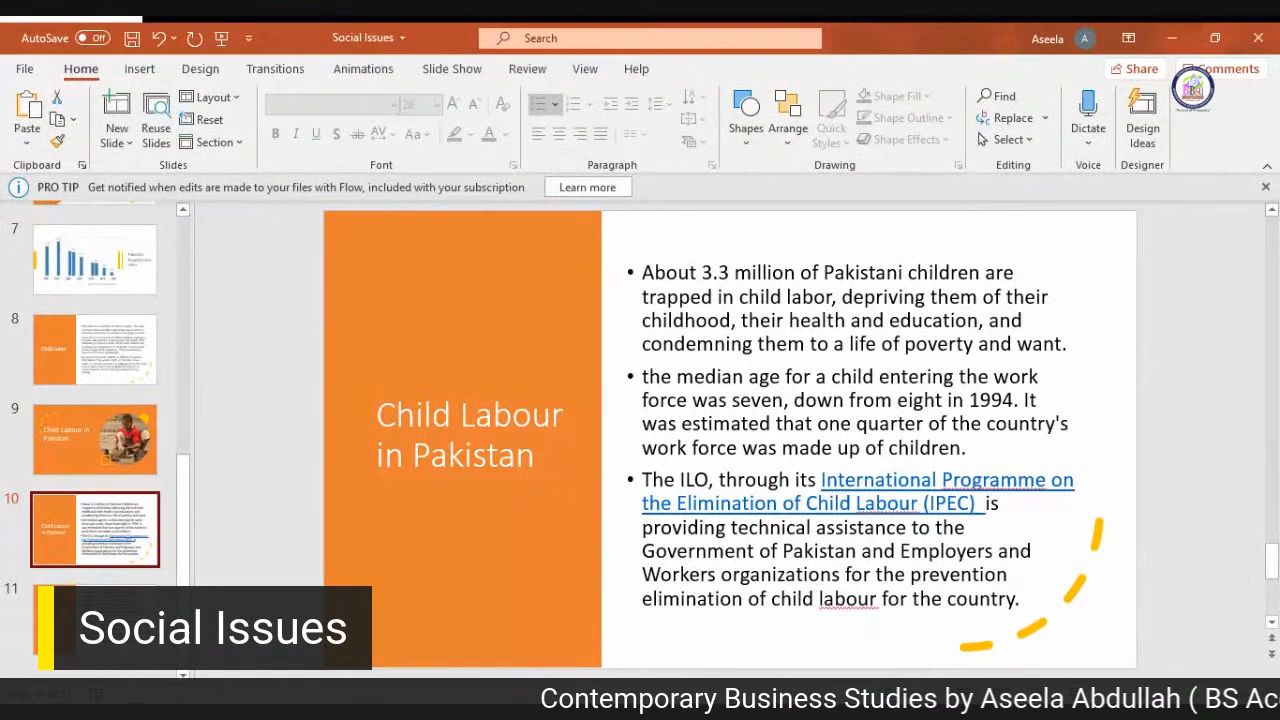 AutoSave Off Social Issues Search Aseela A
File Home Insert Design Transitions Animations Slide Show Review View Help Share Comments
Paste New Slide Reuse Slides Layout Reset Section Shapes Arrange Quick Styles Shape Fill Shape Outline Shape Effects Find Replace Select Dictate Design Ideas
Clipboard Slides Font Paragraph Drawing Editing Voice Designer
PRO TIP Get notified when edits are made to your files with Flow, included with your subscription Learn more
7
8
9
Child Labour in
Pakistan
10
11
Child Labour
in Pakistan
• About 3.3 million of Pakistani children are
trapped in child labor, depriving them of their
childhood, their health and education, and
condemning them to a life of poverty and want.
• the median age for a child entering the work
force was seven, down from eight in 1994. It
was estimated that one quarter of the country's
work force was made up of children.
• The ILO, through its International Programme on
the Elimination of Child Labour (IPEC) is
providing technical assistance to the
Government of Pakistan and Employers and
Workers organizations for the prevention
elimination of child labour for the country.
Social Issues
Contemporary Business Studies by Aseela Abdullah ( BS Ac